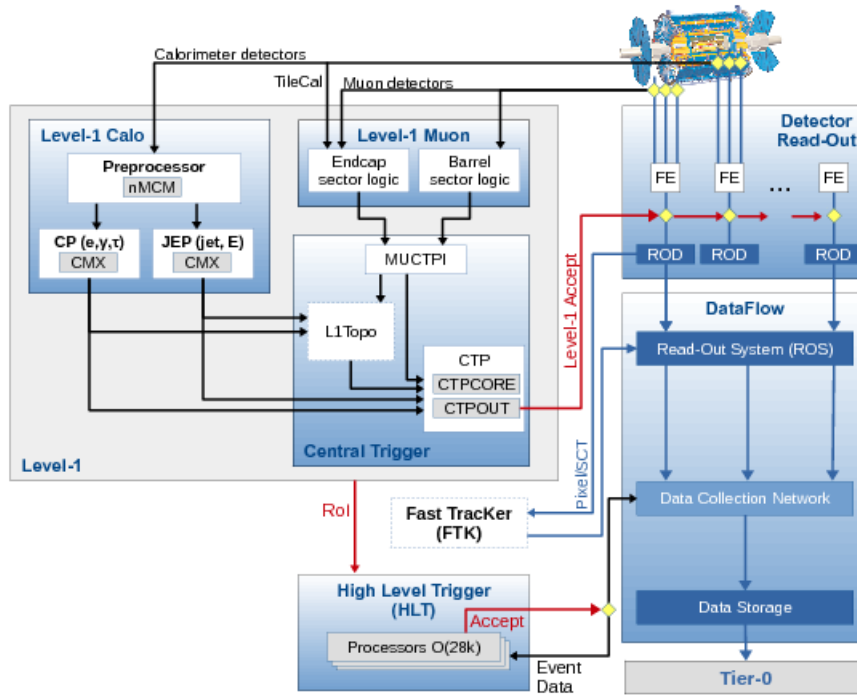 Calorimeter detectors
TileCal
Muon detectors
Level-1 Calo
Preprocessor
nMCM
CP (e,γ,τ)
CMX
JEP (jet, E)
CMX
Level-1 Muon
Endcap
sector logic
Barrel
sector logic
MUCTPI
L1Topo
CTP
CTPCORE
CTPOUT
Central Trigger
Level-1
Level-1 Accept
Detector
Read-Out
FE
FE
...
FE
ROD
ROD
ROD
DataFlow
Read-Out System (ROS)
Data Collection Network
Data Storage
Tier-0
Pixel/SCT
RoI
Fast TracKer
(FTK)
High Level Trigger
(HLT)
Accept
Processors O(28k)
Event
Data